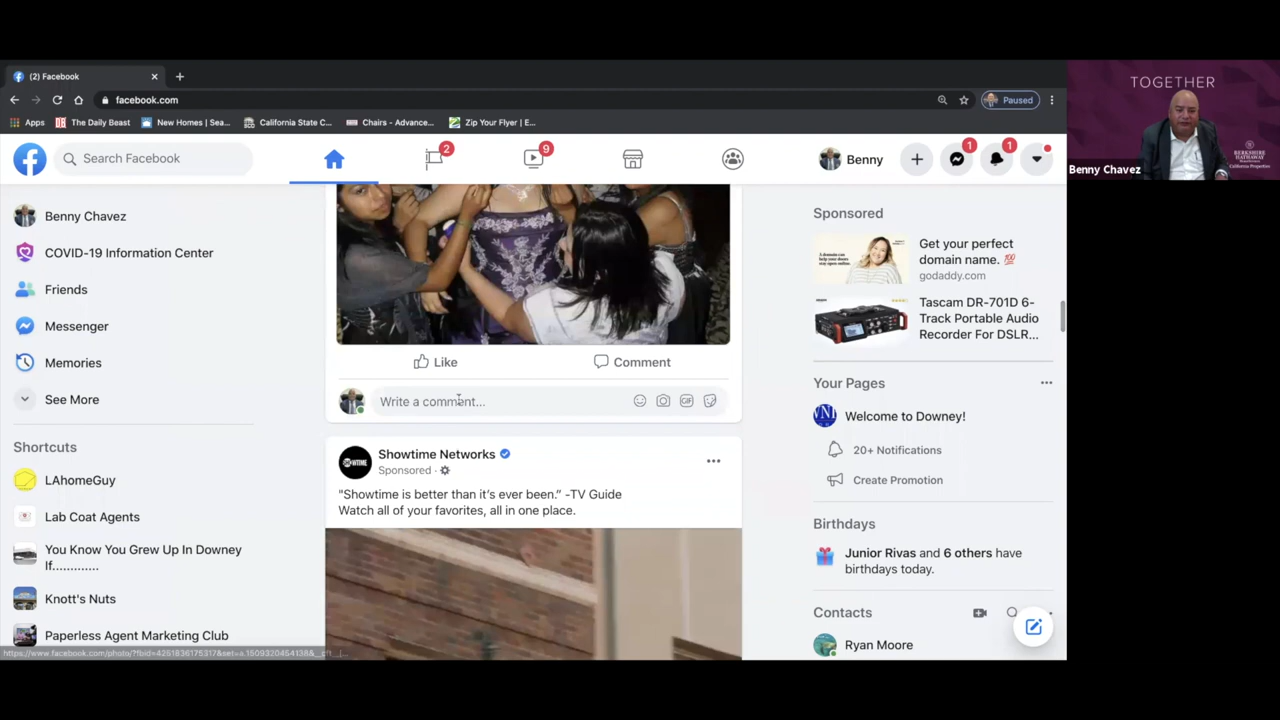 (2) Facebook
facebook.com
Paused
Apps
The Daily Beast
New Homes | Sea...
California State C...
Chairs - Advance...
Zip Your Flyer | E...
Search Facebook
2
9
Benny
1
1
Benny Chavez
COVID-19 Information Center
Friends
Messenger
Memories
See More
Shortcuts
LAhomeGuy
Lab Coat Agents
You Know You Grew Up In Downey
If.............
Knott's Nuts
Paperless Agent Marketing Club
Like
Comment
Write a comment...
GIF
Showtime Networks
Sponsored ·
"Showtime is better than it's ever been." -TV Guide
Watch all of your favorites, all in one place.
Sponsored
Get your perfect
domain name. 💯
godaddy.com
Tascam DR-701D 6-
Track Portable Audio
Recorder For DSLR...
Your Pages
Welcome to Downey!
20+ Notifications
Create Promotion
Birthdays
Junior Rivas and 6 others have
birthdays today.
Contacts
Ryan Moore
TOGETHER
BERKSHIRE
HATHAWAY
California Properties
Benny Chavez